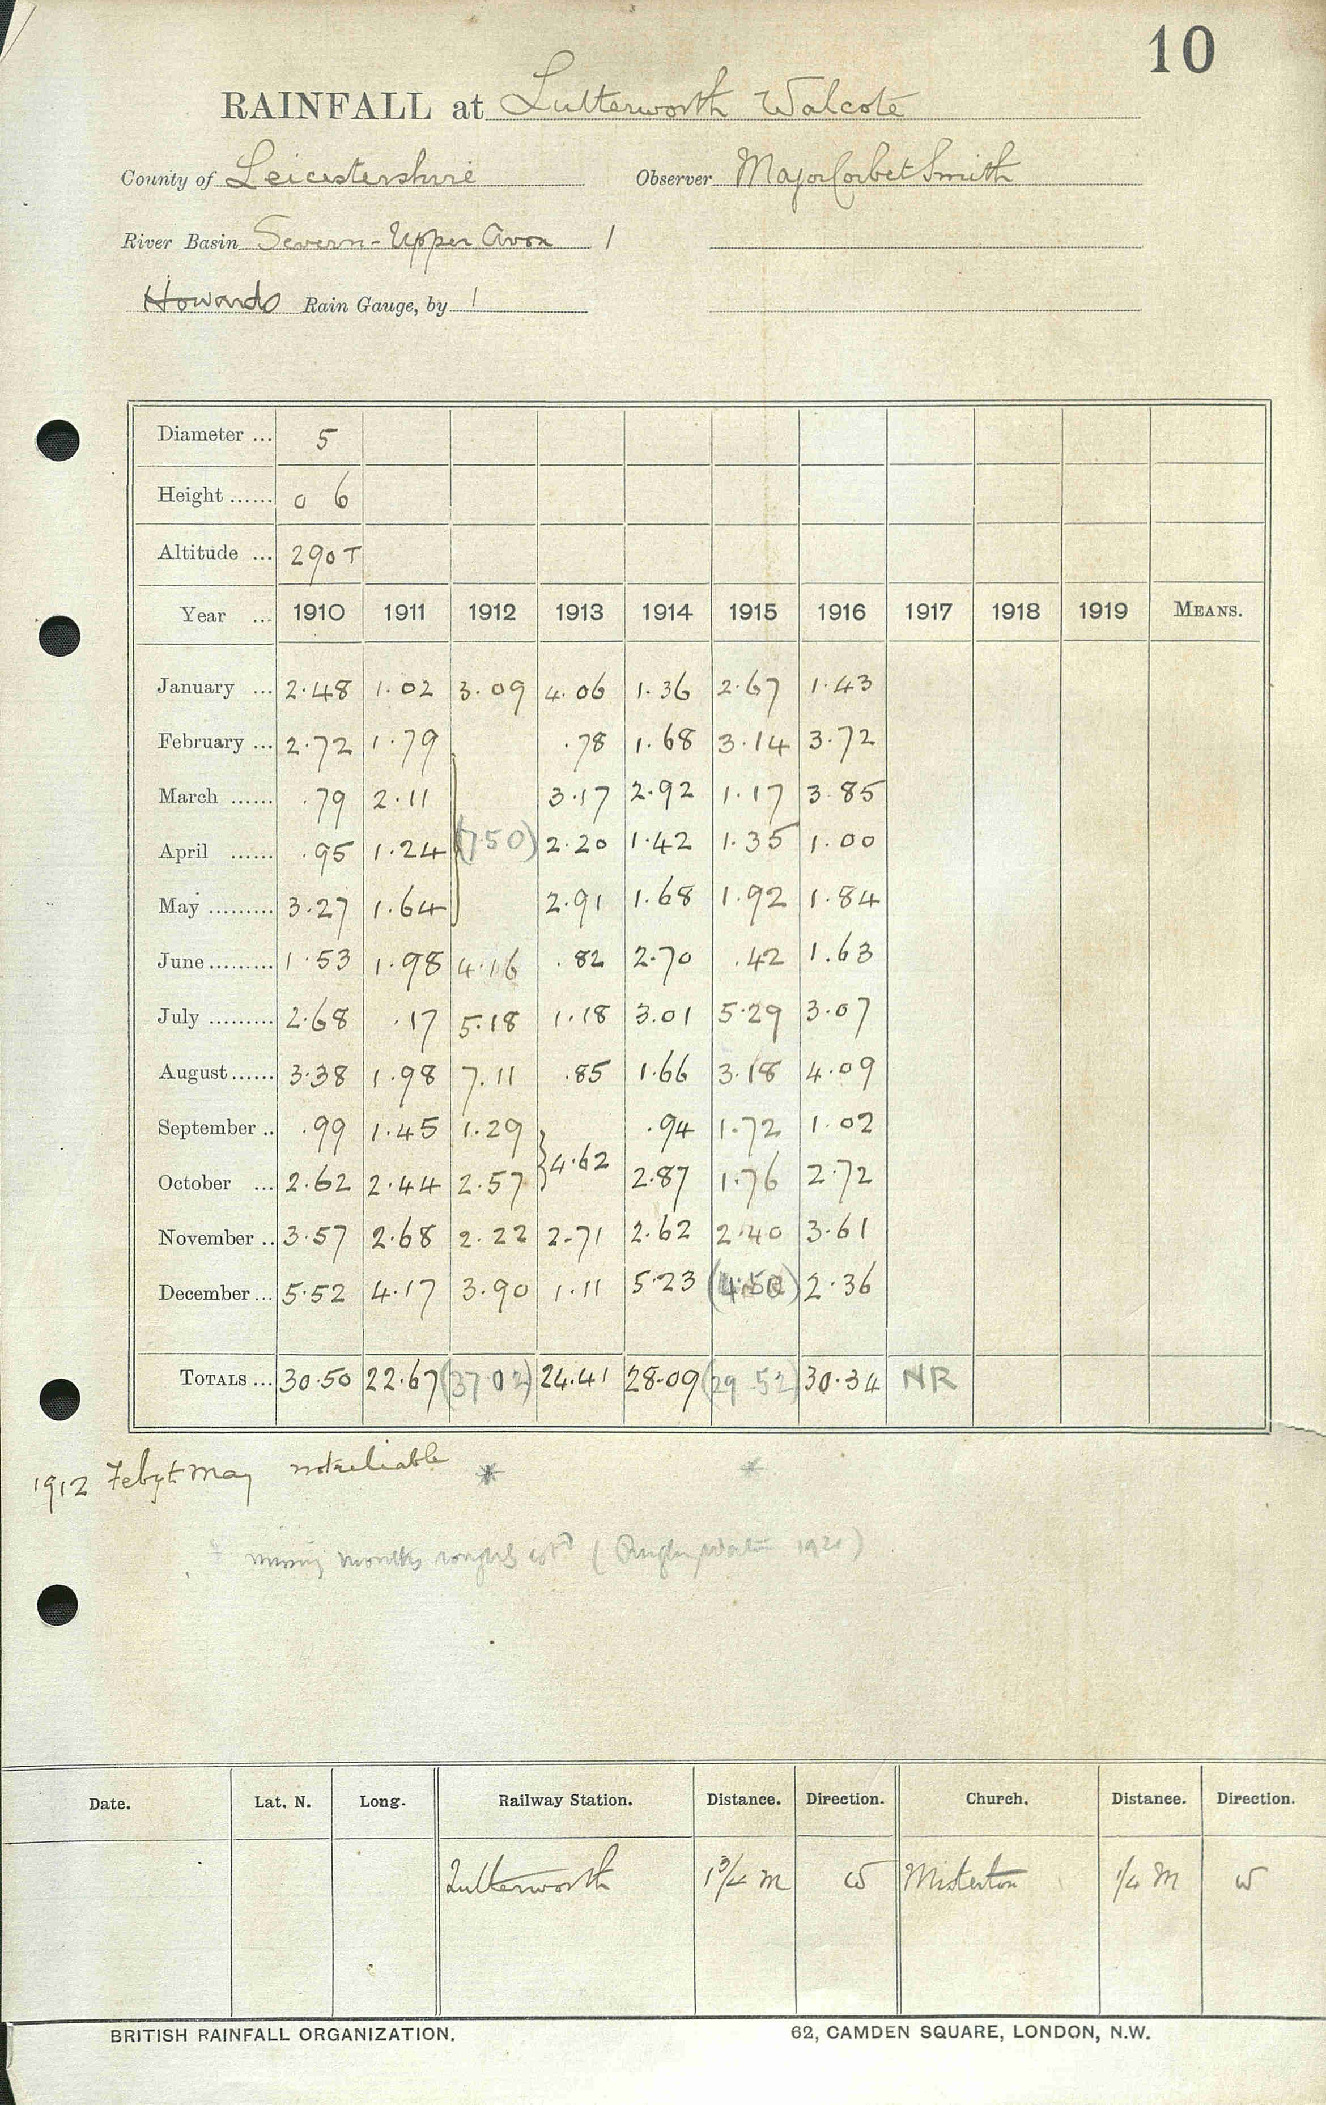 10
RAINFALL at Lutterworth Walcote
County of Leicestershire Observer Major Corbet Smith
River Basin Severn - Upper Avon 1
Howards Rain Gauge, by 1
Diameter ... 5
Height ...... 0 6
Altitude ... 290 T
Year ... 1910 1911 1912 1913 1914 1915 1916 1917 1918 1919 MEANS.
January ... 2.48 1.02 3.09 4.06 1.36 2.67 1.43
February ... 2.72 1.79 .78 1.68 3.14 3.72
March ...... .79 2.11 3.17 2.92 1.17 3.85
April ...... .95 1.24 (750) 2.20 1.42 1.35 1.00
May ......... 3.27 1.64 2.91 1.68 1.92 1.84
June ......... 1.53 1.98 4.16 .82 2.70 .42 1.63
July ......... 2.68 .17 5.18 1.18 3.01 5.29 3.07
August ...... 3.38 1.98 7.11 .85 1.66 3.18 4.09
September .. .99 1.45 1.29 .94 1.72 1.02
4.62
October ... 2.62 2.44 2.57 2.87 1.76 2.72
November .. 3.57 2.68 2.22 2.71 2.62 2.40 3.61
December ... 5.52 4.17 3.90 1.11 5.23 (4.50) 2.36
TOTALS ... 30.50 22.67 (37.02) 24.41 28.09 (29.52) 30.34 NR
1912 Feby t May not reliable * *
months
Date. Lat. N. Long. Railway Station. Distance. Direction. Church. Distance. Direction.
Lutterworth 1 3/4 m W Misterton 1/4 m W
BRITISH RAINFALL ORGANIZATION. 62, CAMDEN SQUARE, LONDON, N.W.